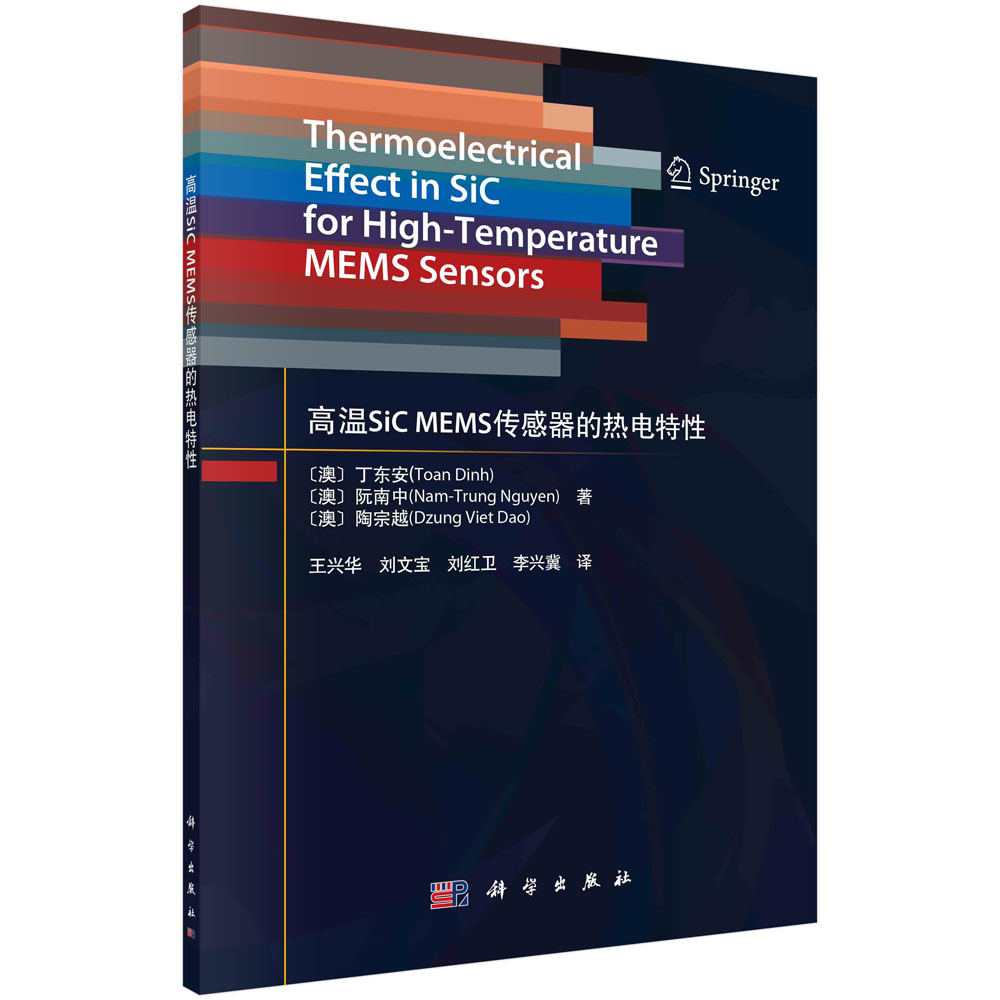 Thermoelectrical
Effect in SiC
for High-Temperature
MEMS Sensors
Springer
高温SiC MEMS传感器的热电特性
〔澳〕丁东安(Toan Dinh)
〔澳〕阮南中(Nam-Trung Nguyen) 著
〔澳〕陶宗越(Dzung Viet Dao)
王兴华 刘文宝 刘红卫 李兴冀 译
科学出版社
高温SiC MEMS传感器的热电特性
科学出版社